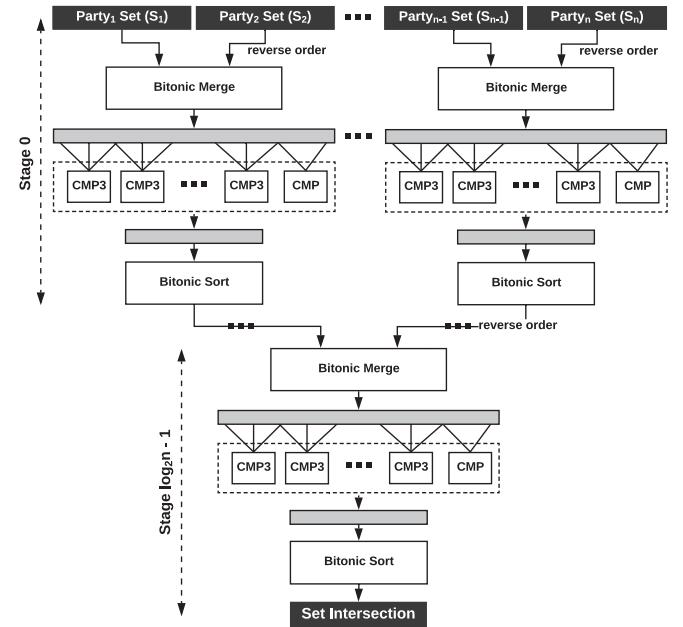 Party₁ Set (S₁) Party₂ Set (S₂) Partyₙ₋₁ Set (Sₙ₋₁) Partyₙ Set (Sₙ)
reverse order reverse order
Bitonic Merge Bitonic Merge
Stage 0
CMP3 CMP3 CMP3 CMP CMP3 CMP3 CMP3 CMP
Bitonic Sort Bitonic Sort
reverse order
Bitonic Merge
Stage log₂n - 1
CMP3 CMP3 CMP3 CMP
Bitonic Sort
Set Intersection